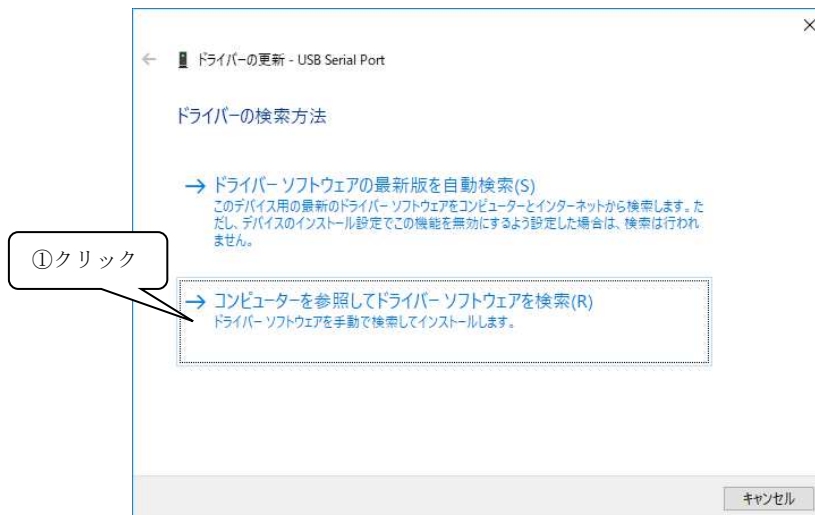 ドライバーの更新 - USB Serial Port
ドライバーの検索方法
→ ドライバー ソフトウェアの最新版を自動検索(S)
このデバイス用の最新のドライバー ソフトウェアをコンピューターとインターネットから検索します。た
だし、デバイスのインストール設定でこの機能を無効にするよう設定した場合は、検索は行われ
ません。
①クリック
→ コンピューターを参照してドライバー ソフトウェアを検索(R)
ドライバー ソフトウェアを手動で検索してインストールします。
キャンセル